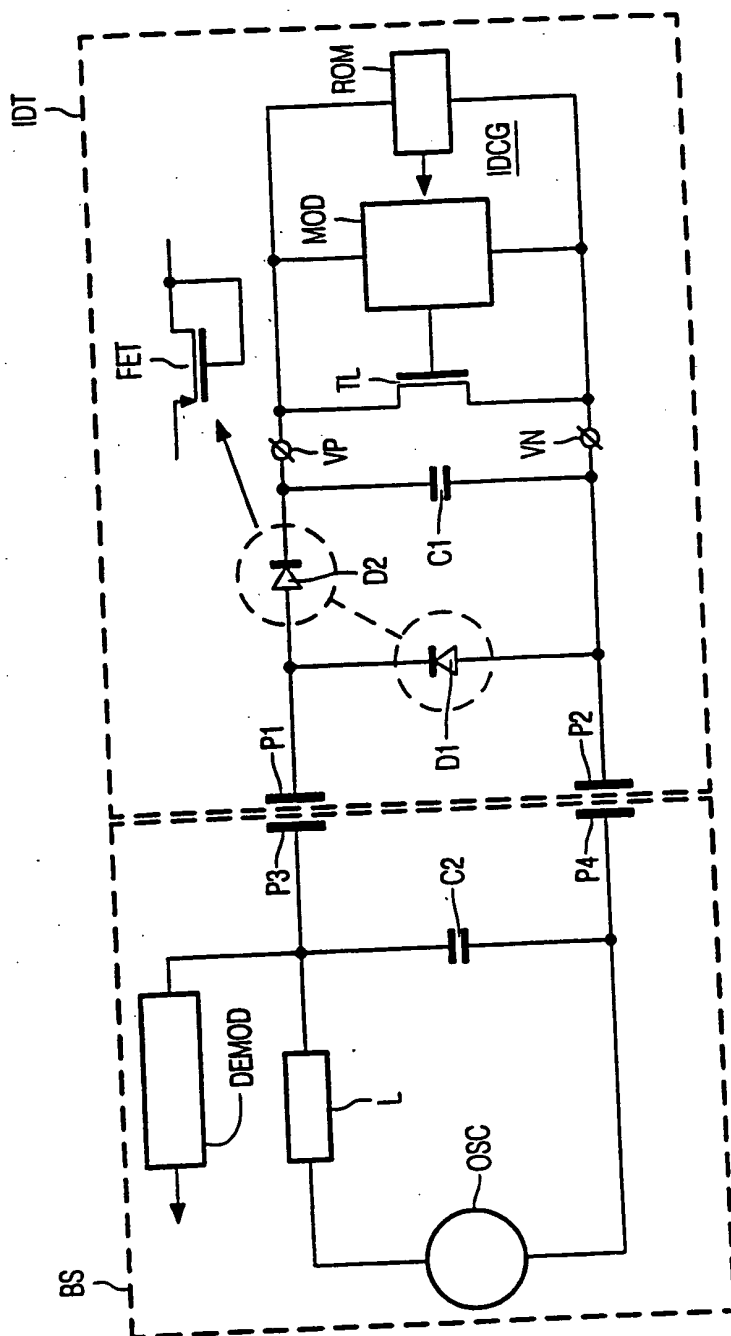 BS
DEMOD
L
OSC
P3
C2
P4
P1
P2
IDT
D2
D1
FET
VP
C1
VN
TL
MOD
ROM
IDCG